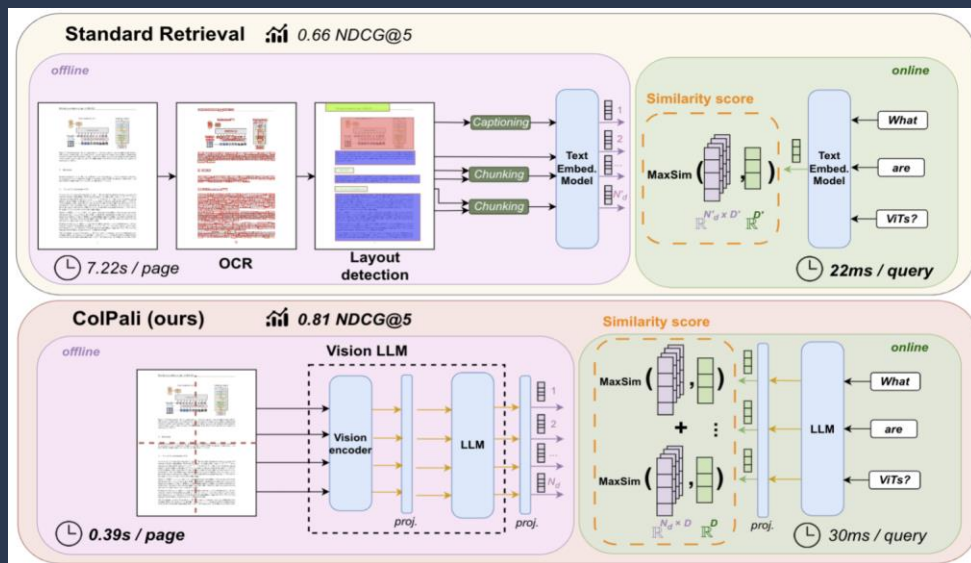 Standard Retrieval 0.66 NDCG@5
offline
OCR
Layout
detection
Captioning
Chunking
Chunking
Text
Embed.
Model
1
2
...
N'd
7.22s / page
online
Similarity score
MaxSim ( , )
ℝ N'd x D' ℝ D'
Text
Embed.
Model
What
are
ViTs?
22ms / query
ColPali (ours) 0.81 NDCG@5
offline
Vision LLM
Vision
encoder
proj.
LLM
proj.
1
2
...
Nd
0.39s / page
Similarity score
online
MaxSim ( , )
+ ...
MaxSim ( , )
ℝ Nd x D ℝ D
proj.
LLM
What
are
ViTs?
30ms / query